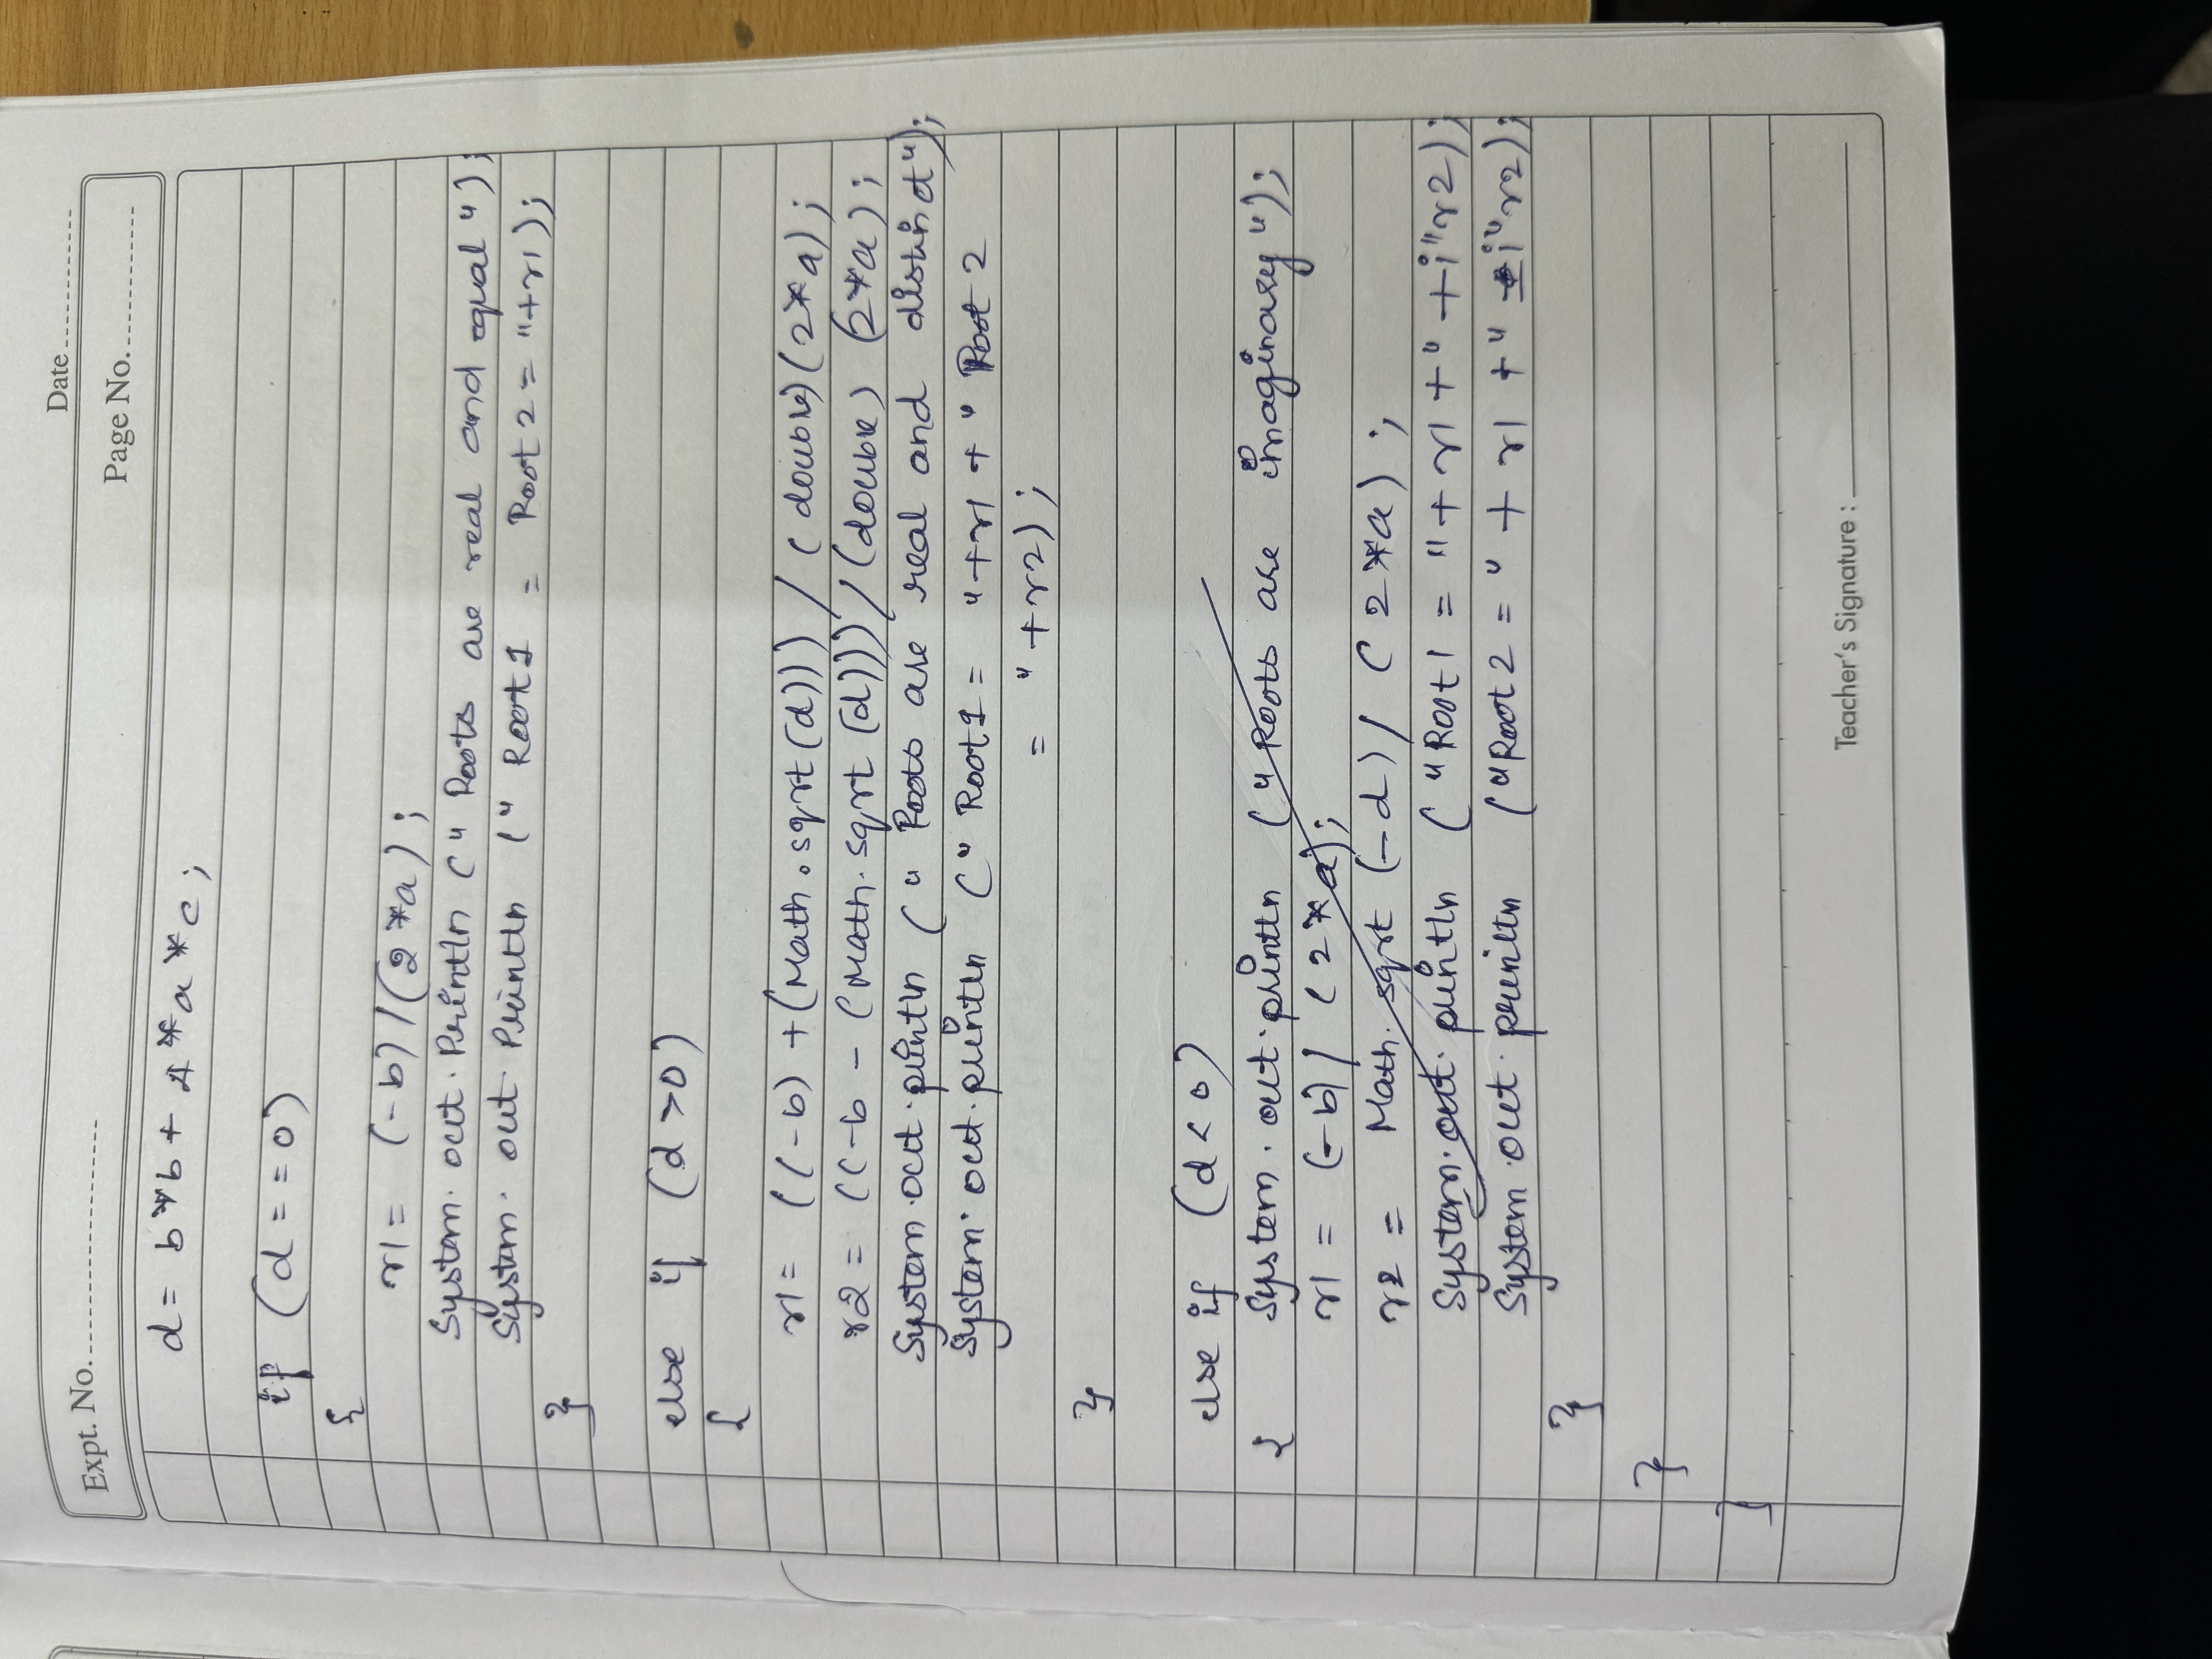 Date
Expt. No.
Page No.
d = b*b + 4*a*c;
if (d==0)
{
r1 = (-b)/(2*a);
System.out.Println (" Roots are real and equal ");
System.out Println (" Root1 = Root 2 = "+r1);
}
else if (d>0)
{
r1 = ((-b) + (Math.sqrt(d))) / (double)(2*a);
r2 = ((-b - (Math.sqrt (d))) / (double) (2*a);
System.out.println (" Roots are real and distinct");
System.out.println (" Root1 = "+r1 + " Root 2
= " +r2);
}
else if (d<0)
{ System.out.println (" Roots are imaginary ");
r1 = (-b)/ (2*a);
r2 = Math.sqrt (-d) / (2*a);
System.out.println ("Root1 = "+r1+" +i"r2);
System.out.println ("Root2 = " + r1 +" -i"r2);
}
}
}
Teacher's Signature :